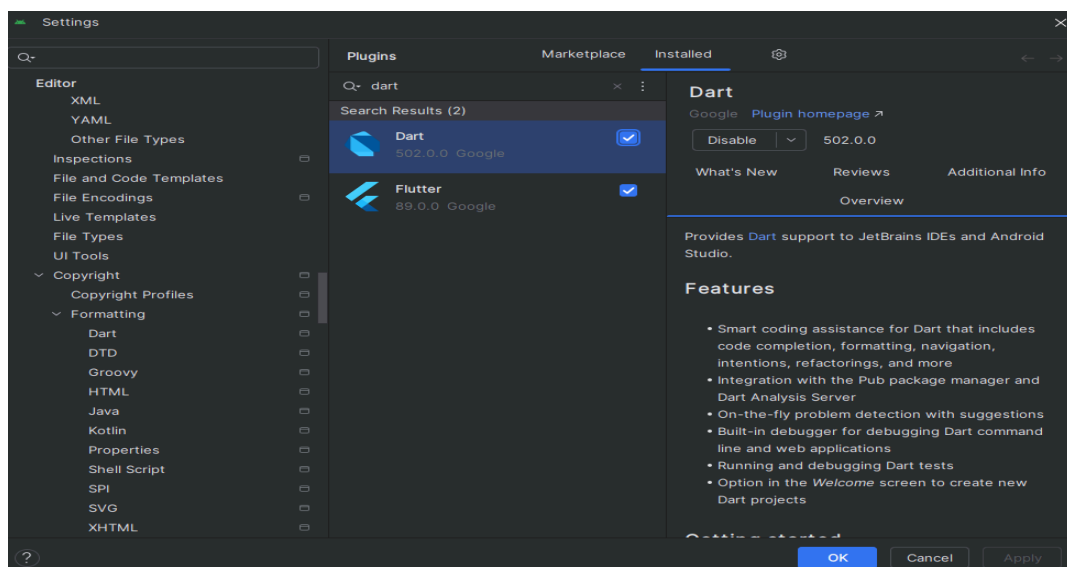 Settings
Editor
XML
YAML
Other File Types
Inspections
File and Code Templates
File Encodings
Live Templates
File Types
UI Tools
Copyright
Copyright Profiles
Formatting
Dart
DTD
Groovy
HTML
Java
Kotlin
Properties
Shell Script
SPI
SVG
XHTML
?
Plugins
Marketplace
Installed
dart
Search Results (2)
Dart
502.0.0 Google
Flutter
89.0.0 Google
Dart
Google Plugin homepage ↗
Disable 502.0.0
What's New Reviews Additional Info
Overview
Provides Dart support to JetBrains IDEs and Android
Studio.
Features
• Smart coding assistance for Dart that includes
code completion, formatting, navigation,
intentions, refactorings, and more
• Integration with the Pub package manager and
Dart Analysis Server
• On-the-fly problem detection with suggestions
• Built-in debugger for debugging Dart command
line and web applications
• Running and debugging Dart tests
• Option in the Welcome screen to create new
Dart projects
Getting started
OK Cancel Apply